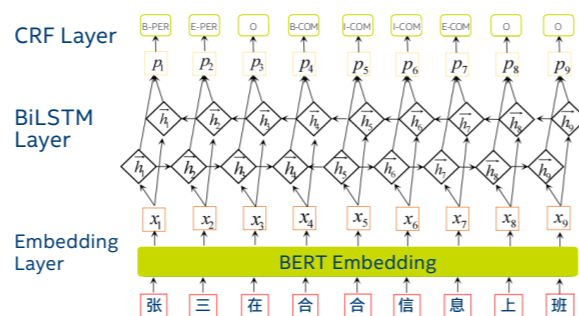 CRF Layer
B-PER E-PER O B-COM I-COM I-COM E-COM O O
p1 p2 p3 p4 p5 p6 p7 p8 p9
BiLSTM
Layer
h1 h2 h3 h4 h5 h6 h7 h8 h9
h1 h2 h3 h4 h5 h6 h7 h8 h9
x1 x2 x3 x4 x5 x6 x7 x8 x9
Embedding
Layer
BERT Embedding
张 三 在 合 合 信 息 上 班